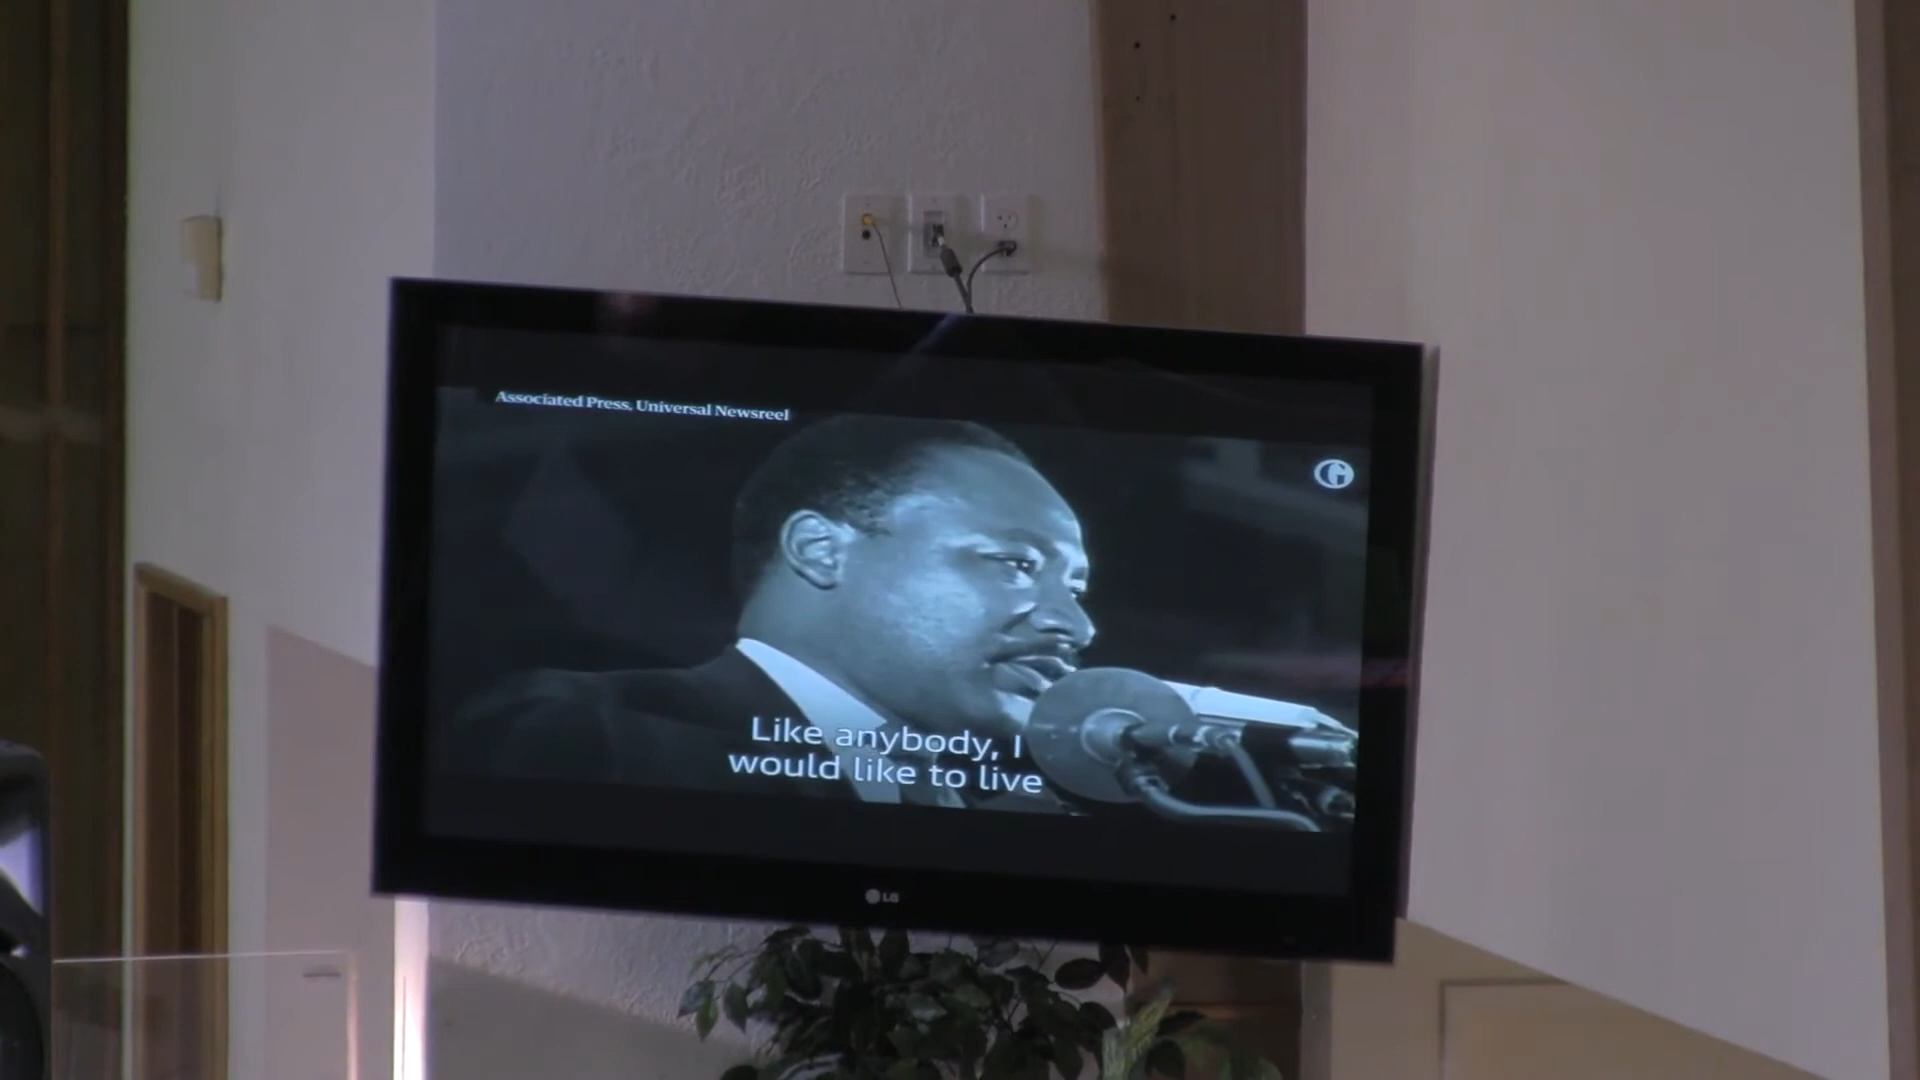 Associated Press, Universal Newsreel
G
Like anybody, I
would like to live
LG